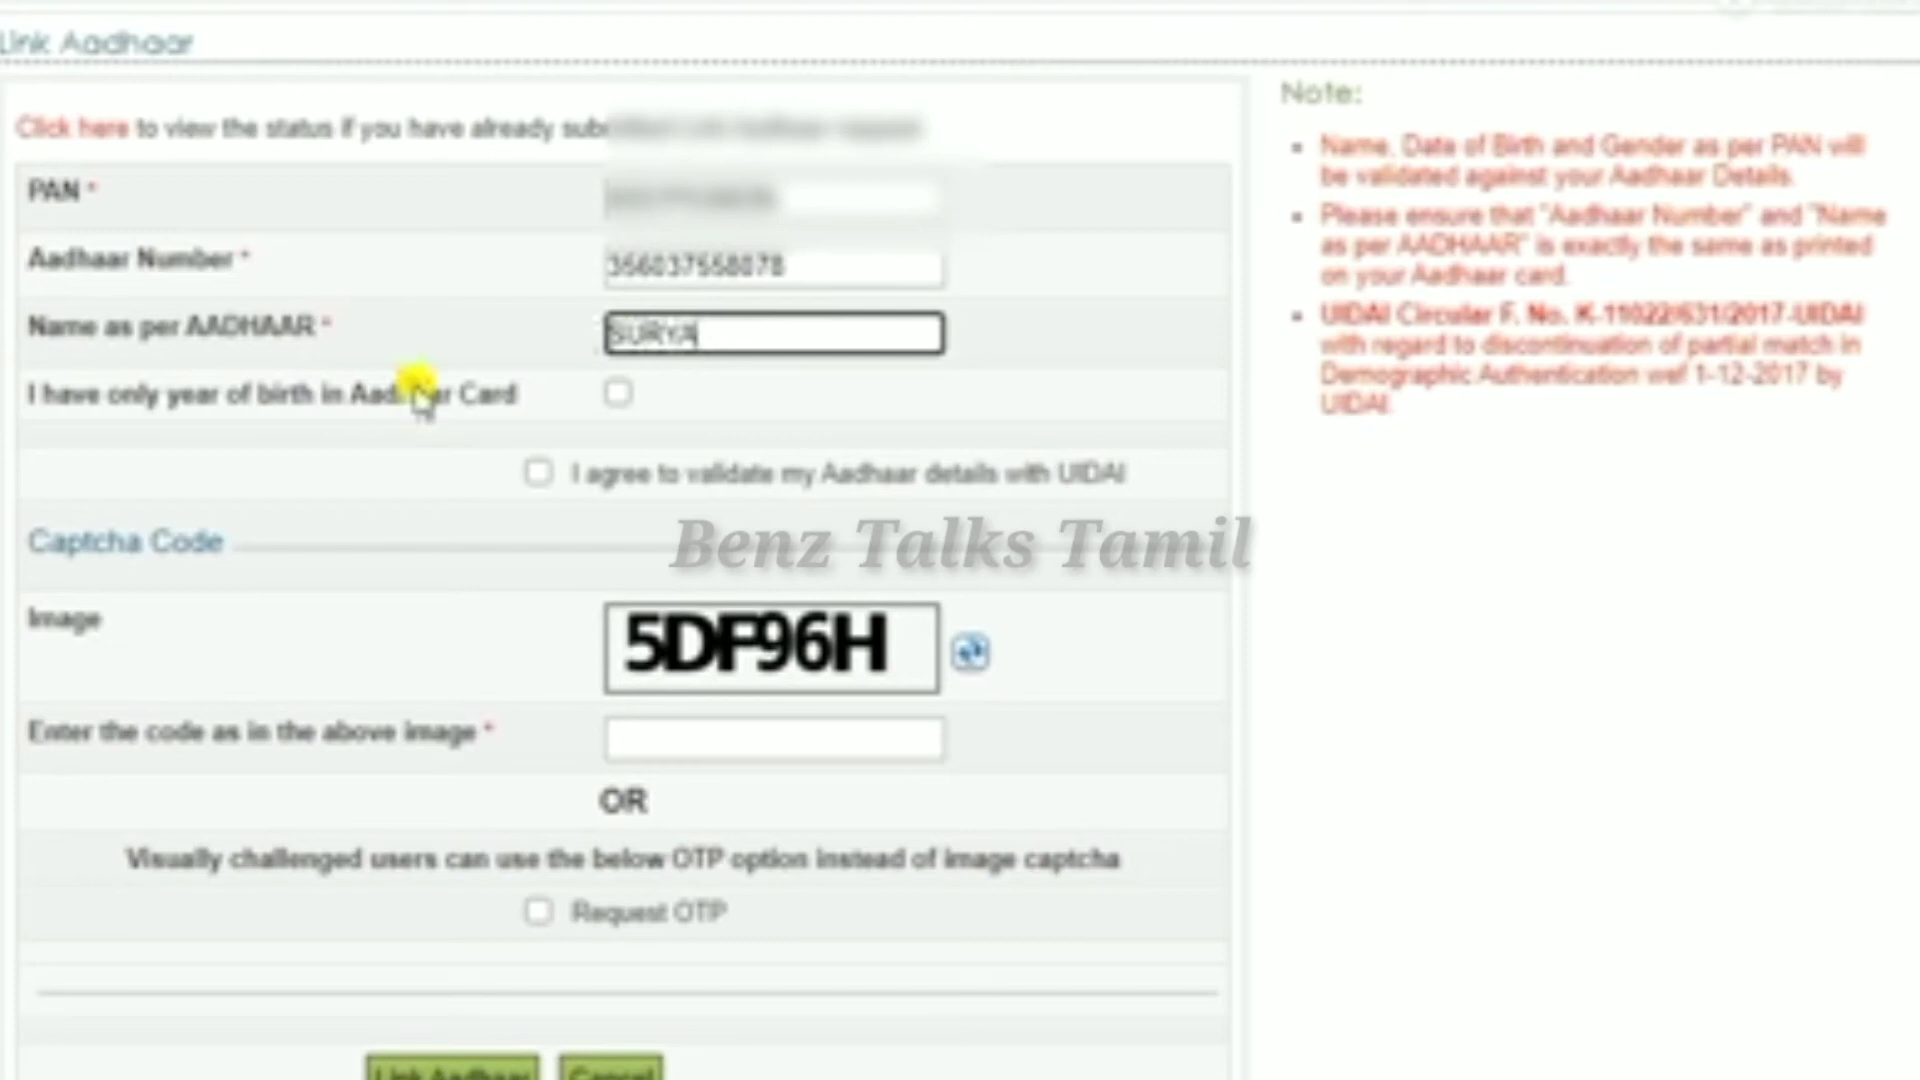 Link Aadhaar
Click here to view the status if you have already
PAN *
Aadhaar Number *
Name as per AADHAAR *
SURYA
I have only year of birth in Card
I agree to validate my Aadhaar details with UIDAI
Captcha Code
Benz Talks Tamil
Image
5DF96H
Enter the code as in the above image *
OR
Visually challenged users can use the below OTP option instead of image captcha
Request OTP
Link Aadhaar Cancel
Note:
Name, Date of Birth and Gender as per PAN will
be validated against your Aadhaar Details.
Please ensure that "Aadhaar Number" and "Name
as per AADHAAR" is exactly the same as printed
on your Aadhaar card.
UIDAI Circular F. No. K-11022/631/2017-UIDAI
with regard to discontinuation of partial match in
Demographic Authentication wef 1-12-2017 by
UIDAI.